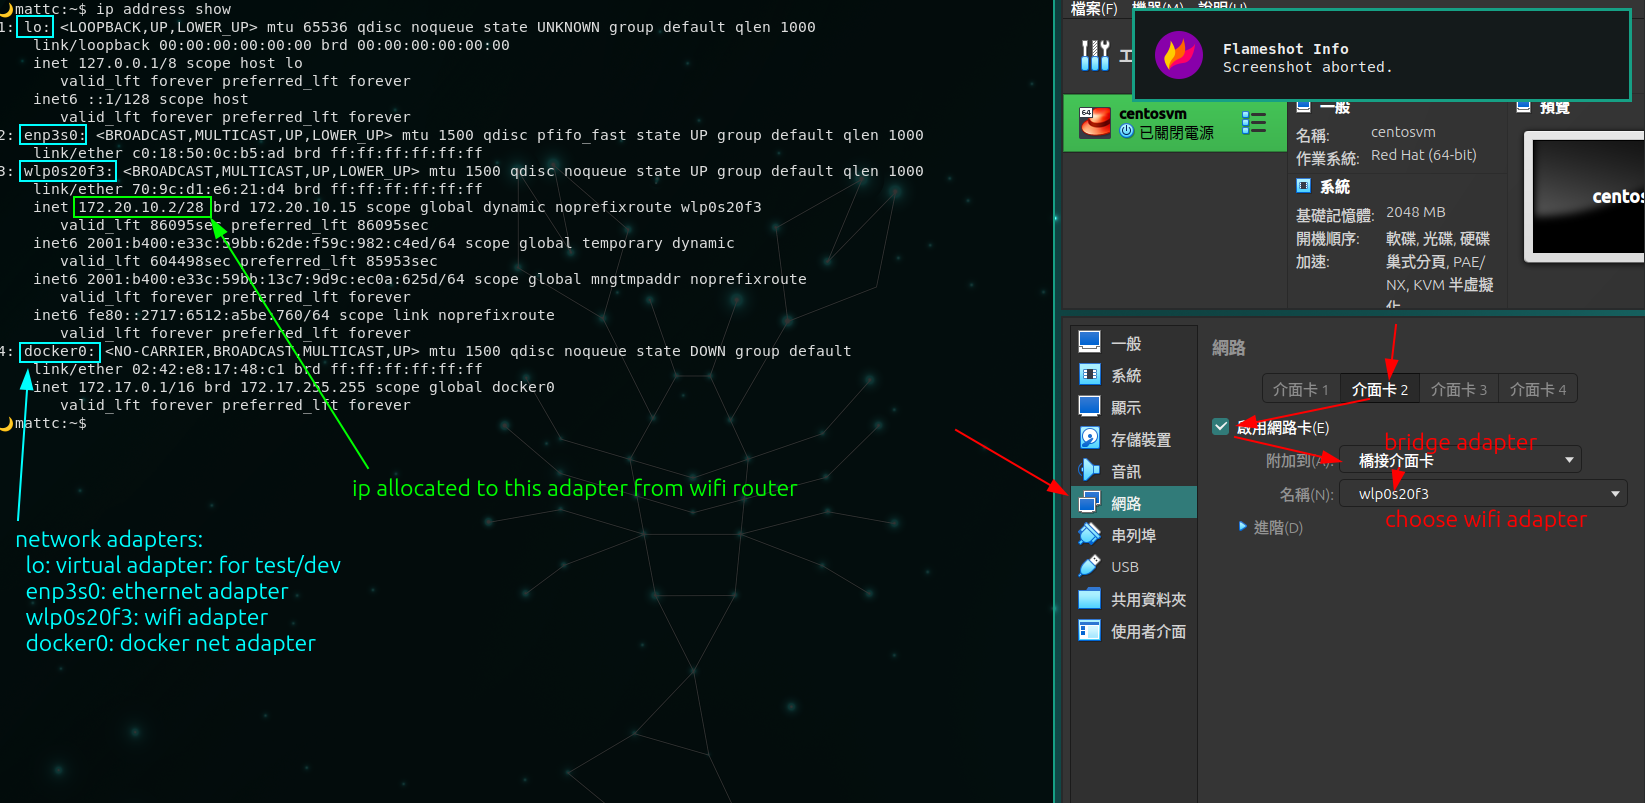 mattc:~$ ip address show
1: lo: <LOOPBACK,UP,LOWER_UP> mtu 65536 qdisc noqueue state UNKNOWN group default qlen 1000
link/loopback 00:00:00:00:00:00 brd 00:00:00:00:00:00
inet 127.0.0.1/8 scope host lo
valid_lft forever preferred_lft forever
inet6 ::1/128 scope host
valid_lft forever preferred_lft forever
2: enp3s0: <BROADCAST,MULTICAST,UP,LOWER_UP> mtu 1500 qdisc pfifo_fast state UP group default qlen 1000
link/ether c0:18:50:0c:b5:ad brd ff:ff:ff:ff:ff:ff
3: wlp0s20f3: <BROADCAST,MULTICAST,UP,LOWER_UP> mtu 1500 qdisc noqueue state UP group default qlen 1000
link/ether 70:9c:d1:e6:21:d4 brd ff:ff:ff:ff:ff:ff
inet 172.20.10.2/28 brd 172.20.10.15 scope global dynamic noprefixroute wlp0s20f3
valid_lft 86095sec preferred_lft 86095sec
inet6 2001:b400:e33c:59bb:62de:f59c:982:c4ed/64 scope global temporary dynamic
valid_lft 604498sec preferred_lft 85953sec
inet6 2001:b400:e33c:59bb:13c7:9d9c:ec0a:625d/64 scope global mngtmpaddr noprefixroute
valid_lft forever preferred_lft forever
inet6 fe80::2717:6512:a5be:760/64 scope link noprefixroute
valid_lft forever preferred_lft forever
4: docker0: <NO-CARRIER,BROADCAST,MULTICAST,UP> mtu 1500 qdisc noqueue state DOWN group default
link/ether 02:42:e8:17:48:c1 brd ff:ff:ff:ff:ff:ff
inet 172.17.0.1/16 brd 172.17.255.255 scope global docker0
valid_lft forever preferred_lft forever
mattc:~$
ip allocated to this adapter from wifi router
network adapters:
lo: virtual adapter: for test/dev
enp3s0: ethernet adapter
wlp0s20f3: wifi adapter
docker0: docker net adapter
檔案(F) 機器(M) 說明(H)
Flameshot Info
Screenshot aborted.
64
centosvm
已關閉電源
一般
名稱: centosvm
作業系統: Red Hat (64-bit)
系統
基礎記憶體: 2048 MB
開機順序: 軟碟, 光碟, 硬碟
加速: 巢式分頁, PAE/
NX, KVM 半虛擬
化
預覽
centos
一般
系統
顯示
存儲裝置
音訊
網路
串列埠
USB
共用資料夾
使用者介面
網路
介面卡 1 介面卡 2 介面卡 3 介面卡 4
啟用網路卡(E)
bridge adapter
附加到(A): 橋接介面卡
名稱(N): wlp0s20f3
choose wifi adapter
進階(D)